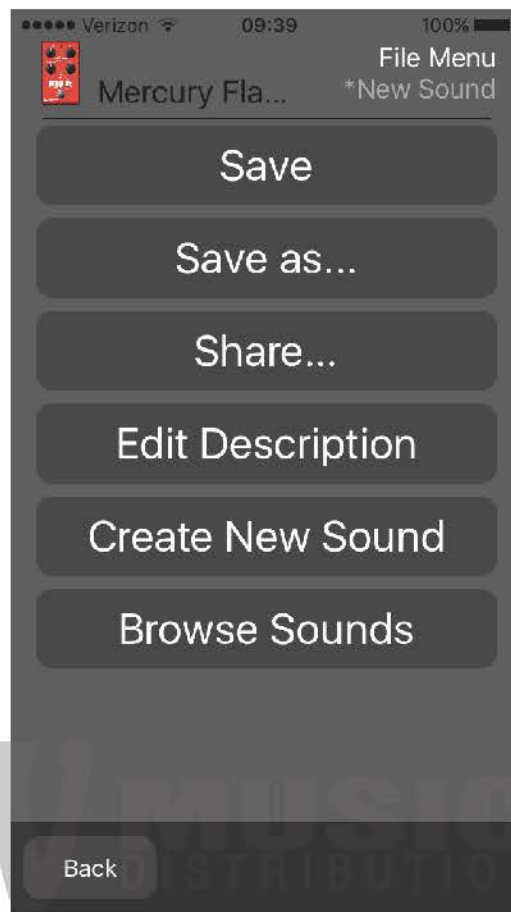 Verizon 09:39 100%
File Menu
Mercury Fla... *New Sound
Save
Save as...
Share...
Edit Description
Create New Sound
Browse Sounds
MUSIC
Back
DISTRIBUTIO